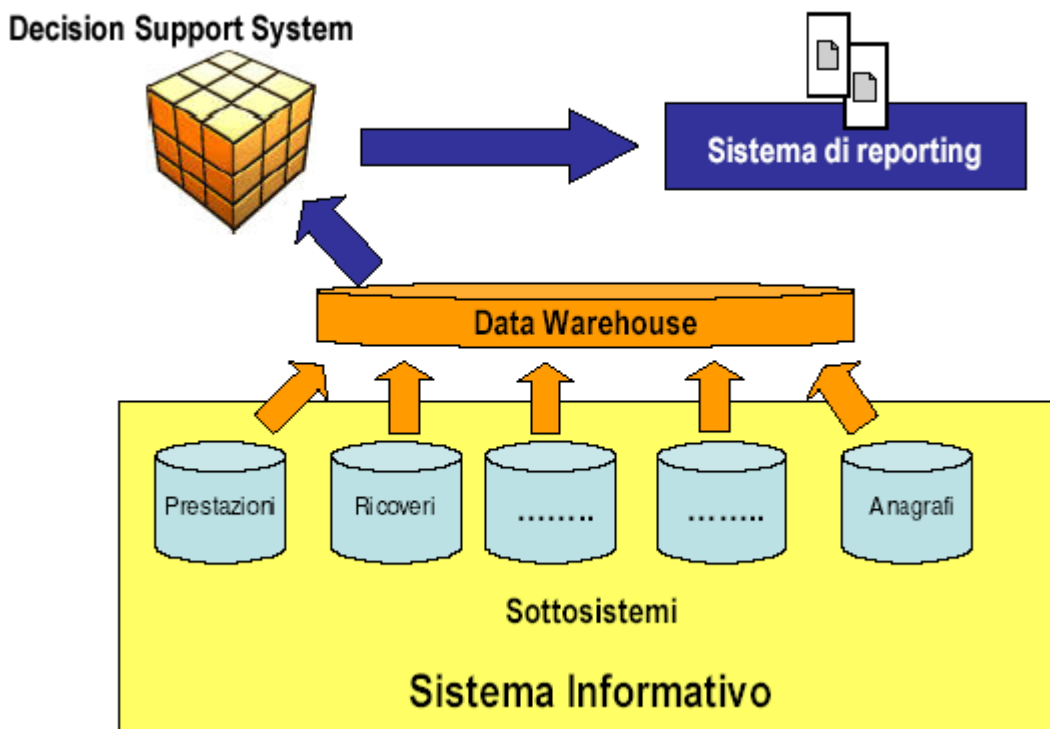 Decision Support System
Sistema di reporting
Data Warehouse
Prestazioni
Ricoveri
........
........
Anagrafi
Sottosistemi
Sistema Informativo